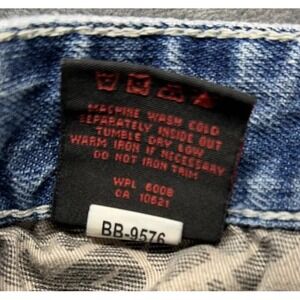 MACHINE WASH COLD
SEPARATELY INSIDE OUT
TUMBLE DRY LOW
WARM IRON IF NECESSARY
DO NOT IRON TRIM
WPL 6008
CA 10621
BB-9576